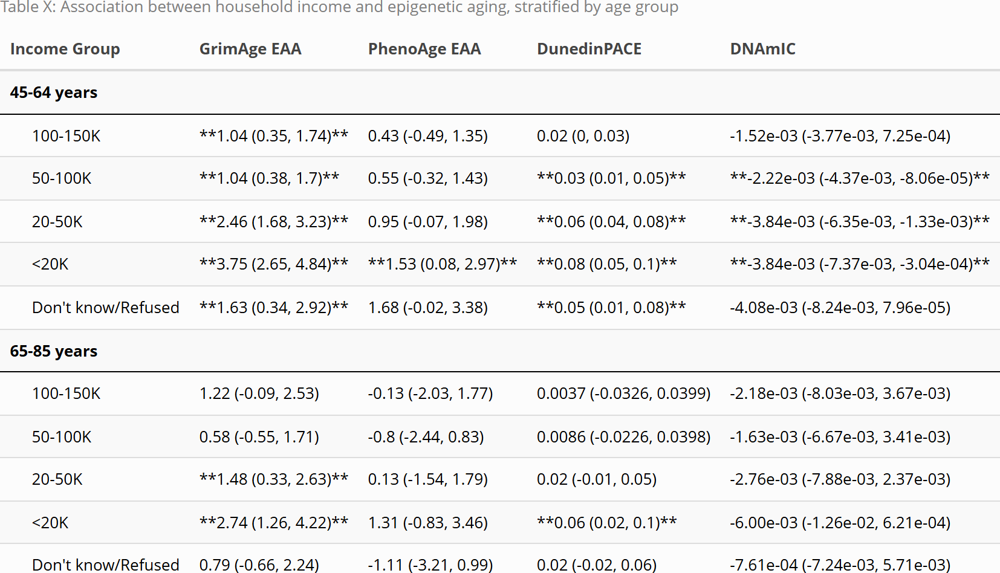 Table X: Association between household income and epigenetic aging, stratified by age group
Income Group GrimAge EAA PhenoAge EAA DunedinPACE DNAmIC
45-64 years
100-150K **1.04 (0.35, 1.74)** 0.43 (-0.49, 1.35) 0.02 (0, 0.03) -1.52e-03 (-3.77e-03, 7.25e-04)
50-100K **1.04 (0.38, 1.7)** 0.55 (-0.32, 1.43) **0.03 (0.01, 0.05)** **-2.22e-03 (-4.37e-03, -8.06e-05)**
20-50K **2.46 (1.68, 3.23)** 0.95 (-0.07, 1.98) **0.06 (0.04, 0.08)** **-3.84e-03 (-6.35e-03, -1.33e-03)**
<20K **3.75 (2.65, 4.84)** **1.53 (0.08, 2.97)** **0.08 (0.05, 0.1)** **-3.84e-03 (-7.37e-03, -3.04e-04)**
Don't know/Refused **1.63 (0.34, 2.92)** 1.68 (-0.02, 3.38) **0.05 (0.01, 0.08)** -4.08e-03 (-8.24e-03, 7.96e-05)
65-85 years
100-150K 1.22 (-0.09, 2.53) -0.13 (-2.03, 1.77) 0.0037 (-0.0326, 0.0399) -2.18e-03 (-8.03e-03, 3.67e-03)
50-100K 0.58 (-0.55, 1.71) -0.8 (-2.44, 0.83) 0.0086 (-0.0226, 0.0398) -1.63e-03 (-6.67e-03, 3.41e-03)
20-50K **1.48 (0.33, 2.63)** 0.13 (-1.54, 1.79) 0.02 (-0.01, 0.05) -2.76e-03 (-7.88e-03, 2.37e-03)
<20K **2.74 (1.26, 4.22)** 1.31 (-0.83, 3.46) **0.06 (0.02, 0.1)** -6.00e-03 (-1.26e-02, 6.21e-04)
Don't know/Refused 0.79 (-0.66, 2.24) -1.11 (-3.21, 0.99) 0.02 (-0.02, 0.06) -7.61e-04 (-7.24e-03, 5.71e-03)